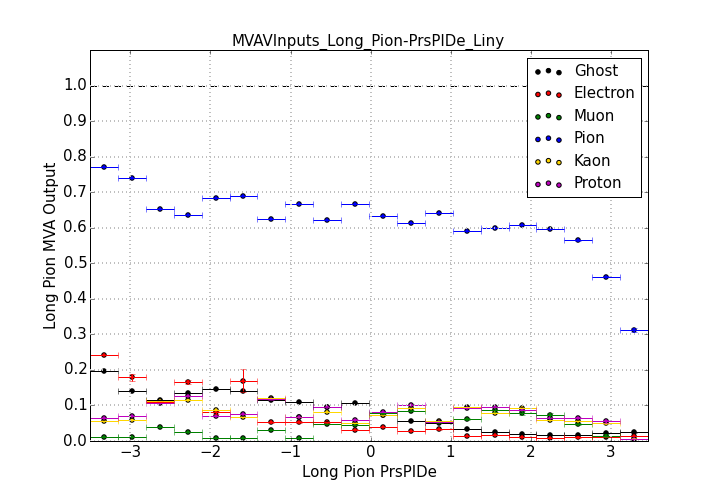 MVAVInputs_Long_Pion-PrsPIDe_Liny
Long Pion MVA Output
1.0
0.9
0.8
0.7
0.6
0.5
0.4
0.3
0.2
0.1
0.0
Ghost
Electron
Muon
Pion
Kaon
Proton
−3 −2 −1 0 1 2 3
Long Pion PrsPIDe